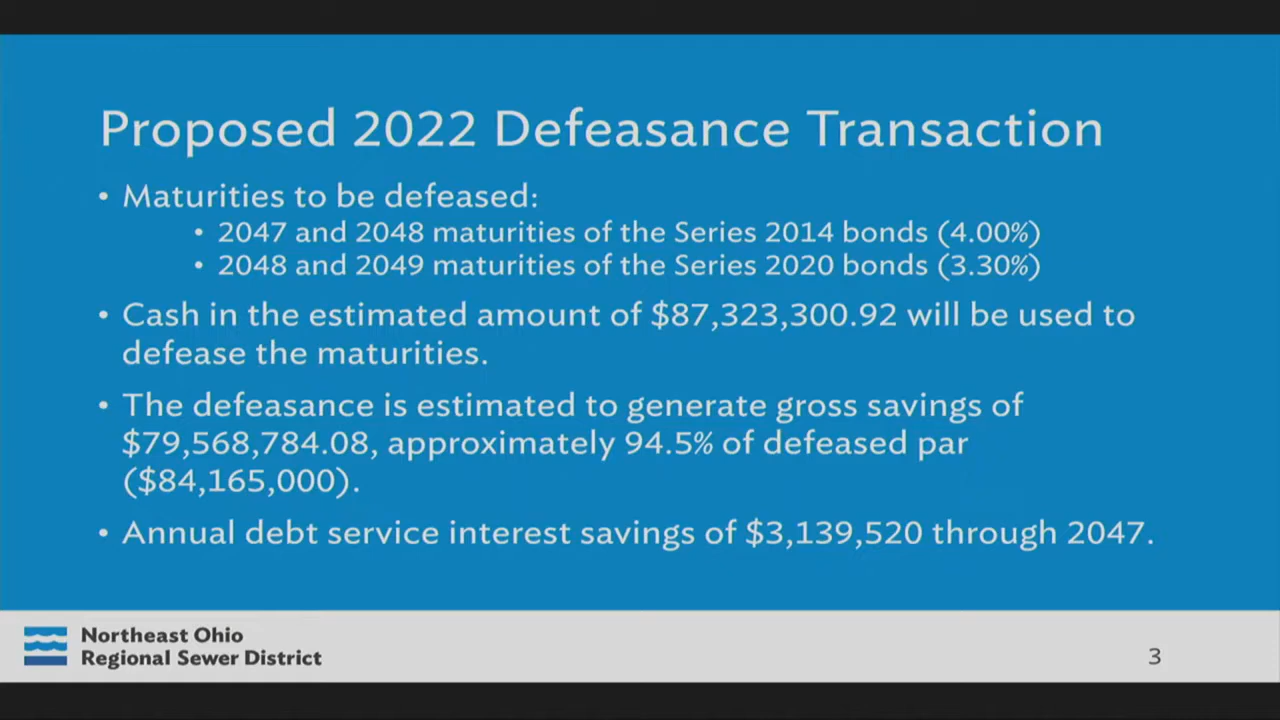 Proposed 2022 Defeasance Transaction
• Maturities to be defeased:
• 2047 and 2048 maturities of the Series 2014 bonds (4.00%)
• 2048 and 2049 maturities of the Series 2020 bonds (3.30%)
• Cash in the estimated amount of $87,323,300.92 will be used to
defease the maturities.
• The defeasance is estimated to generate gross savings of
$79,568,784.08, approximately 94.5% of defeased par
($84,165,000).
• Annual debt service interest savings of $3,139,520 through 2047.
Northeast Ohio
Regional Sewer District
3